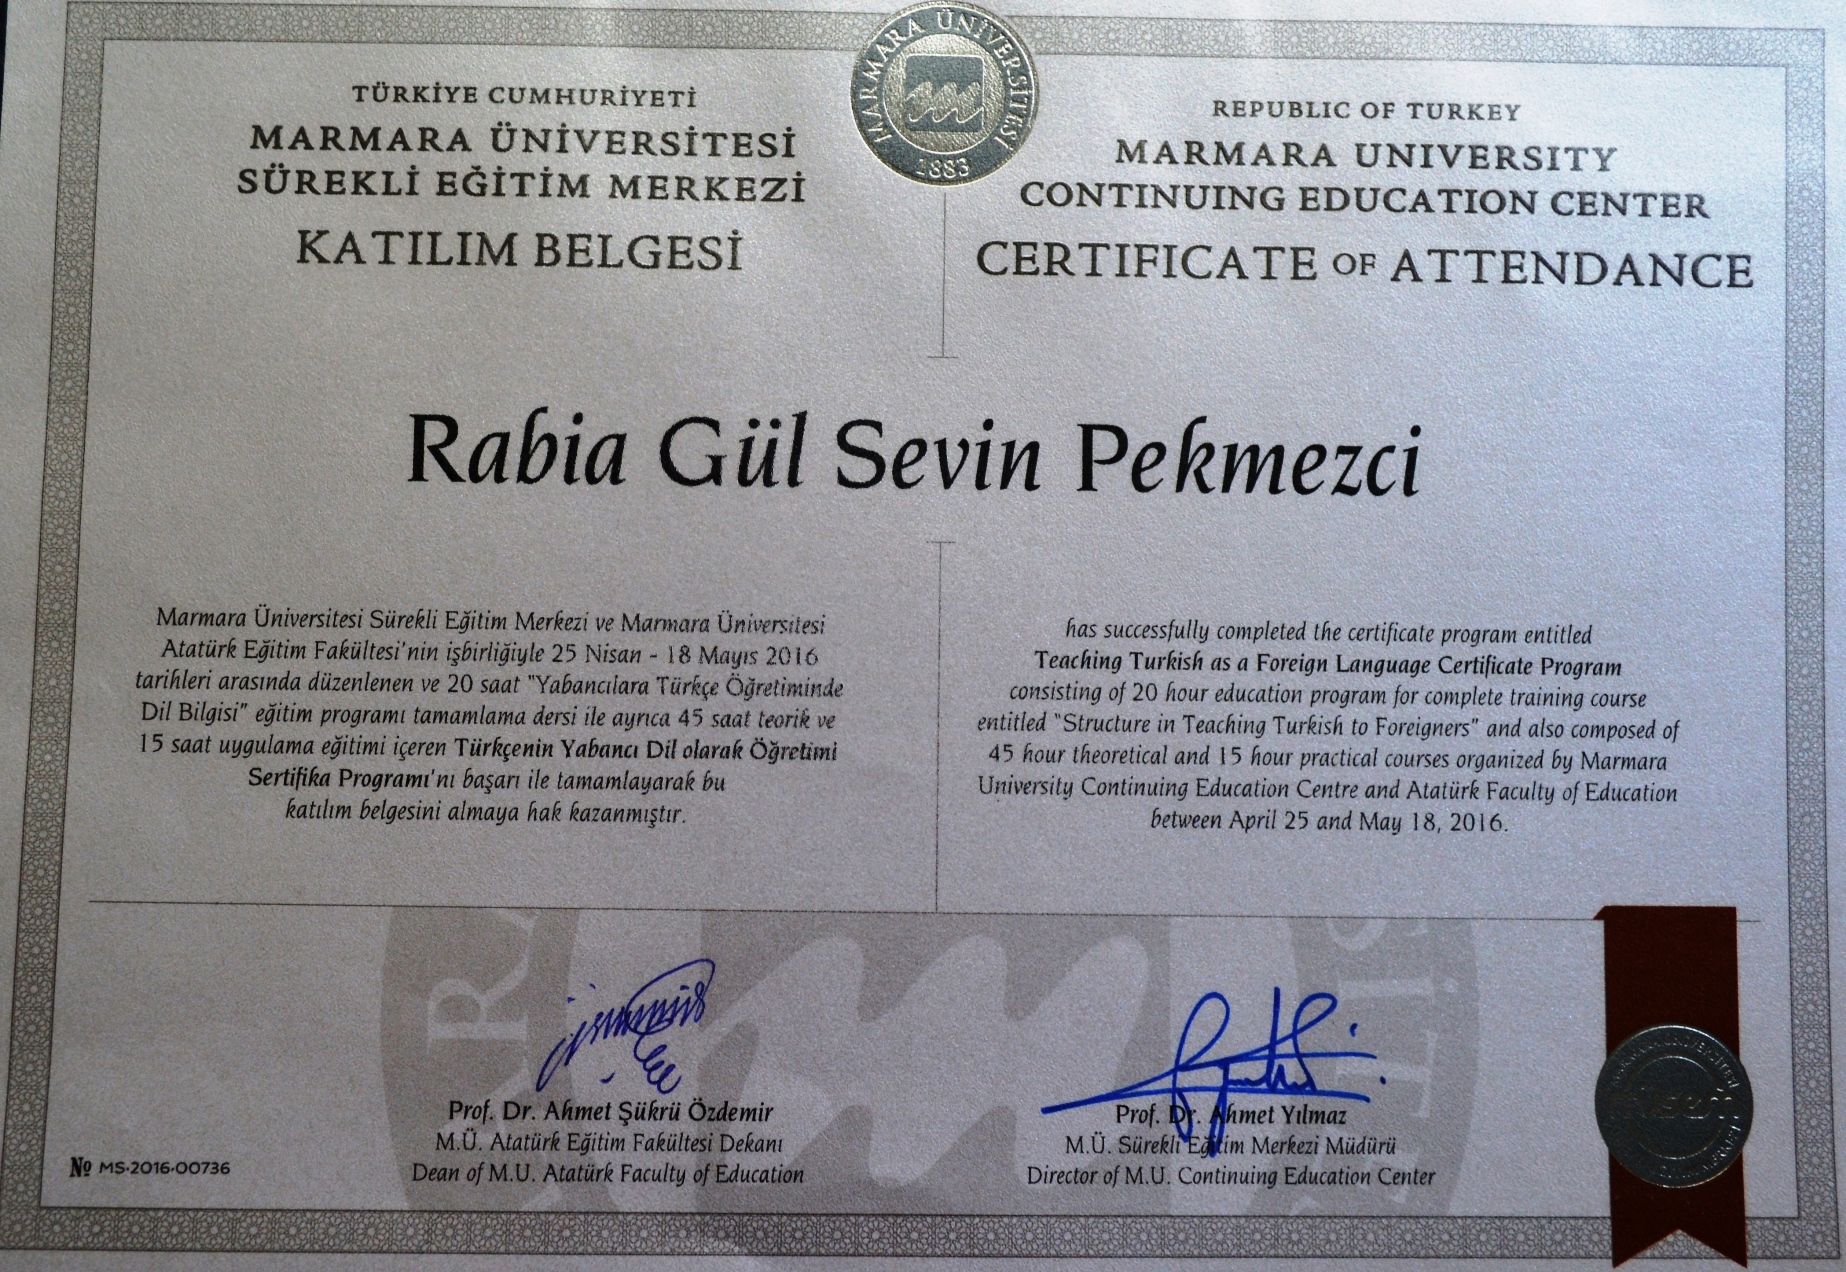 MARMARA ÜNİVERSİTESİ
1883
TÜRKİYE CUMHURİYETİ
MARMARA ÜNİVERSİTESİ
SÜREKLİ EĞİTİM MERKEZİ
KATILIM BELGESİ
REPUBLIC OF TURKEY
MARMARA UNIVERSITY
CONTINUING EDUCATION CENTER
CERTIFICATE OF ATTENDANCE
Rabia Gül Sevin Pekmezci
Marmara Üniversitesi Sürekli Eğitim Merkezi ve Marmara Üniversitesi
Atatürk Eğitim Fakültesi'nin işbirliğiyle 25 Nisan - 18 Mayıs 2016
tarihleri arasında düzenlenen ve 20 saat "Yabancılara Türkçe Öğretiminde
Dil Bilgisi" eğitim programı tamamlama dersi ile ayrıca 45 saat teorik ve
15 saat uygulama eğitimi içeren Türkçenin Yabancı Dil olarak Öğretimi
Sertifika Programı'nı başarı ile tamamlayarak bu
katılım belgesini almaya hak kazanmıştır.
has successfully completed the certificate program entitled
Teaching Turkish as a Foreign Language Certificate Program
consisting of 20 hour education program for complete training course
entitled "Structure in Teaching Turkish to Foreigners" and also composed of
45 hour theoretical and 15 hour practical courses organized by Marmara
University Continuing Education Centre and Atatürk Faculty of Education
between April 25 and May 18, 2016.
Prof. Dr. Ahmet Şükrü Özdemir
M.Ü. Atatürk Eğitim Fakültesi Dekanı
Dean of M.U. Atatürk Faculty of Education
Prof. Dr. Ahmet Yılmaz
M.Ü. Sürekli Eğitim Merkezi Müdürü
Director of M.U. Continuing Education Center
№ MS-2016-00736